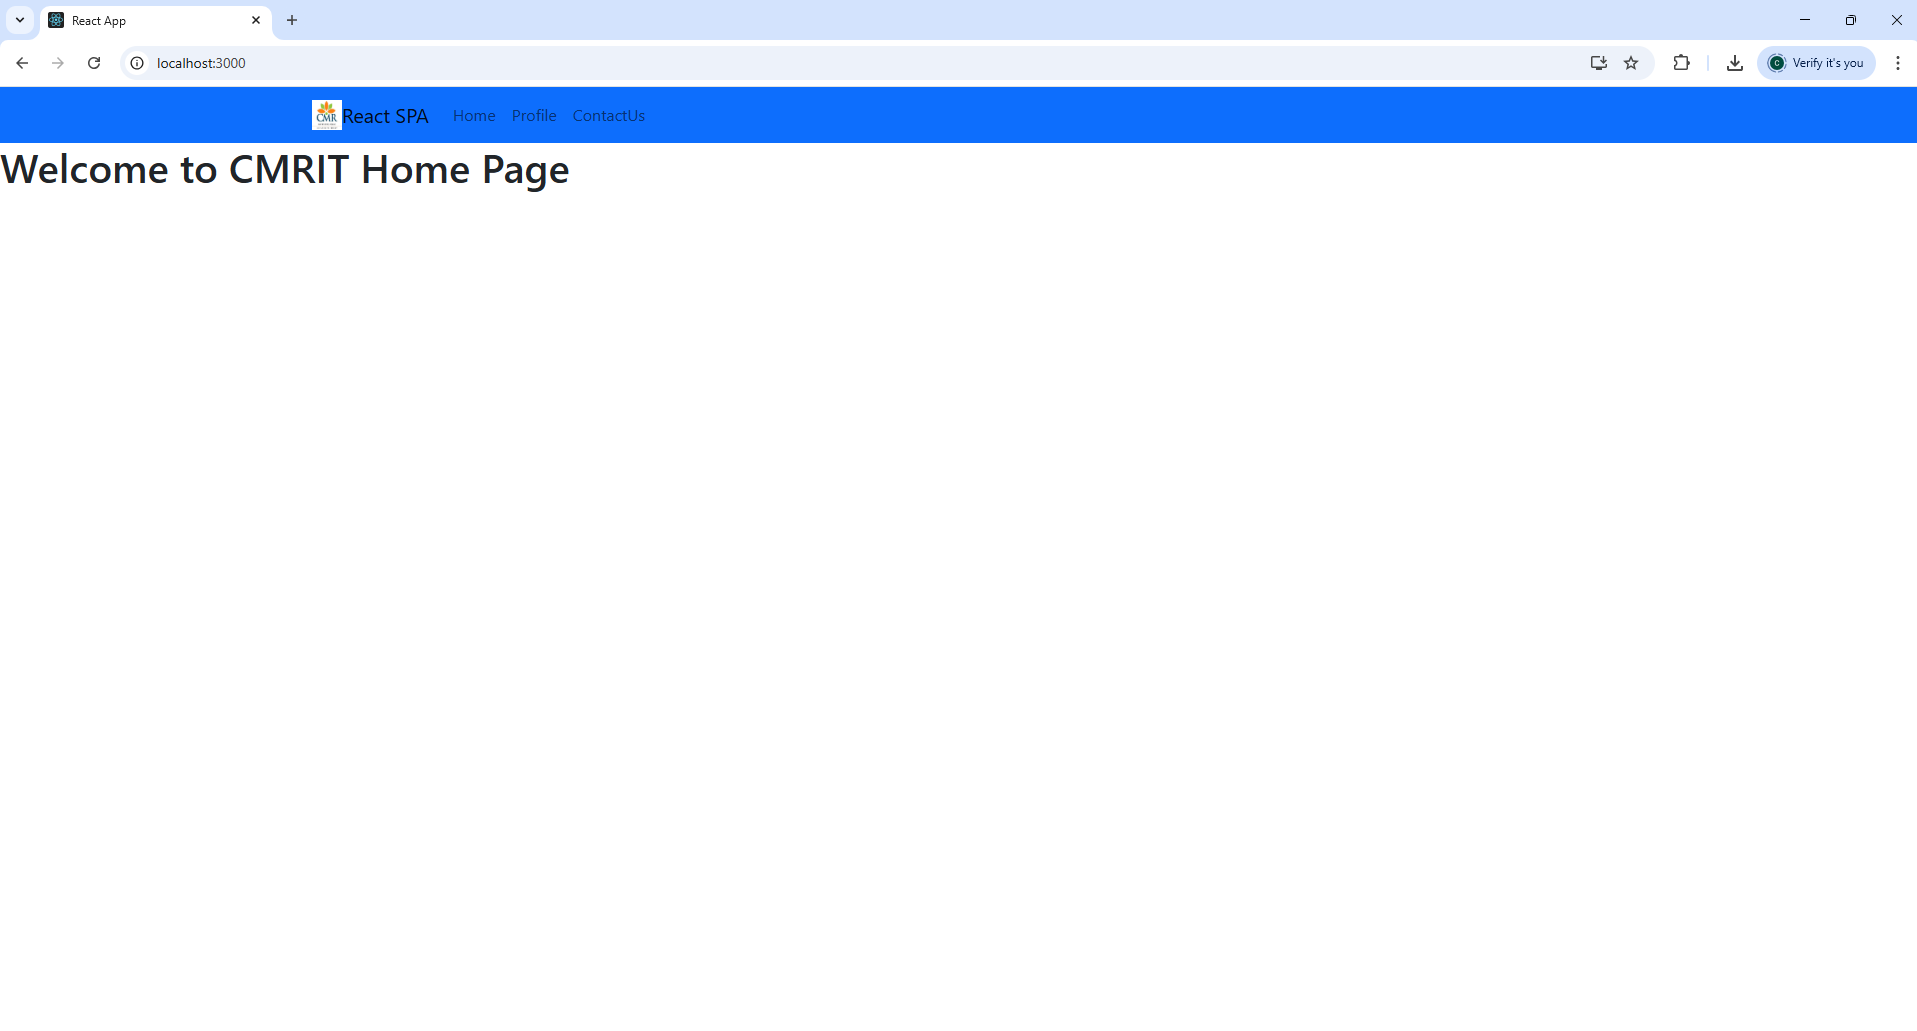 React App
localhost:3000
Verify it's you
CMR
React SPA Home Profile ContactUs
Welcome to CMRIT Home Page